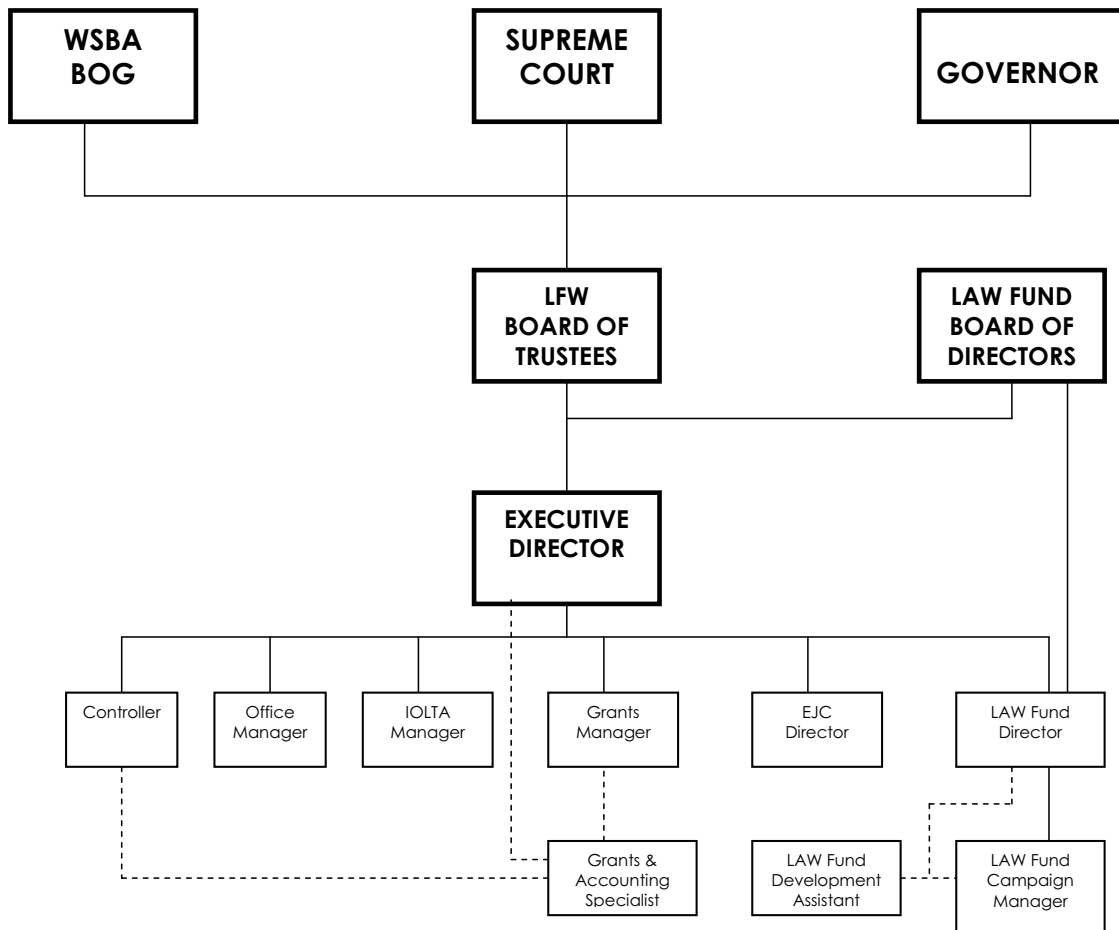 WSBA
BOG
SUPREME
COURT
GOVERNOR
LFW
BOARD OF
TRUSTEES
LAW FUND
BOARD OF
DIRECTORS
EXECUTIVE
DIRECTOR
Controller
Office
Manager
IOLTA
Manager
Grants
Manager
EJC
Director
LAW Fund
Director
Grants &
Accounting
Specialist
LAW Fund
Development
Assistant
LAW Fund
Campaign
Manager